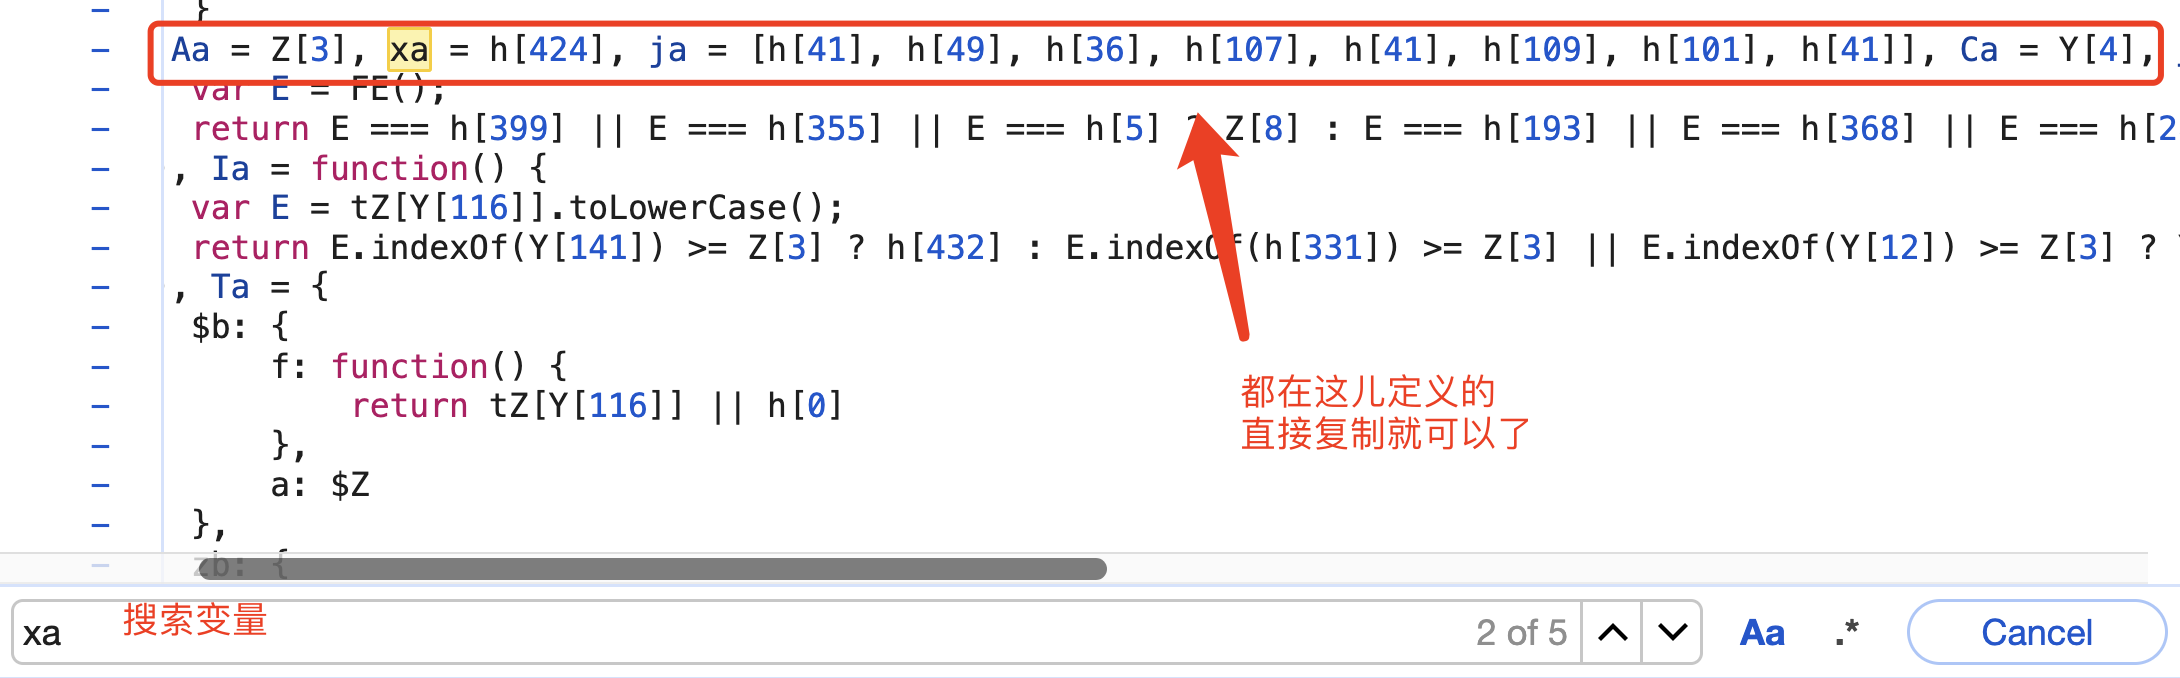 }
Aa = Z[3], xa = h[424], ja = [h[41], h[49], h[36], h[107], h[41], h[109], h[101], h[41]], Ca = Y[4],
var E = FE();
return E === h[399] || E === h[355] || E === h[5] ? Z[8] : E === h[193] || E === h[368] || E === h[2
, Ia = function() {
var E = tZ[Y[116]].toLowerCase();
return E.indexOf(Y[141]) >= Z[3] ? h[432] : E.indexOf(h[331]) >= Z[3] || E.indexOf(Y[12]) >= Z[3] ?
, Ta = {
$b: {
f: function() {
return tZ[Y[116]] || h[0]
},
a: $Z
},
zb: {
都在这儿定义的
直接复制就可以了
xa 搜索变量 2 of 5 Aa .* Cancel